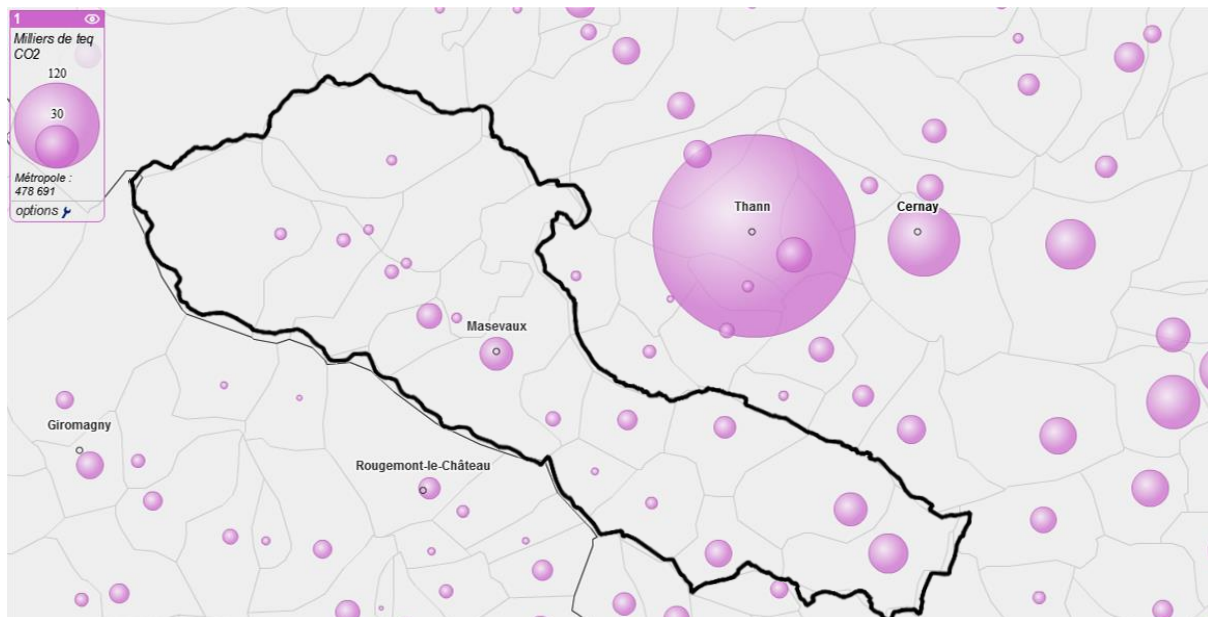 1
Milliers de teq
CO2
120
30
Métropole :
478 691
options
Thann
Cernay
Masevaux
Giromagny
Rougemont-le-Château